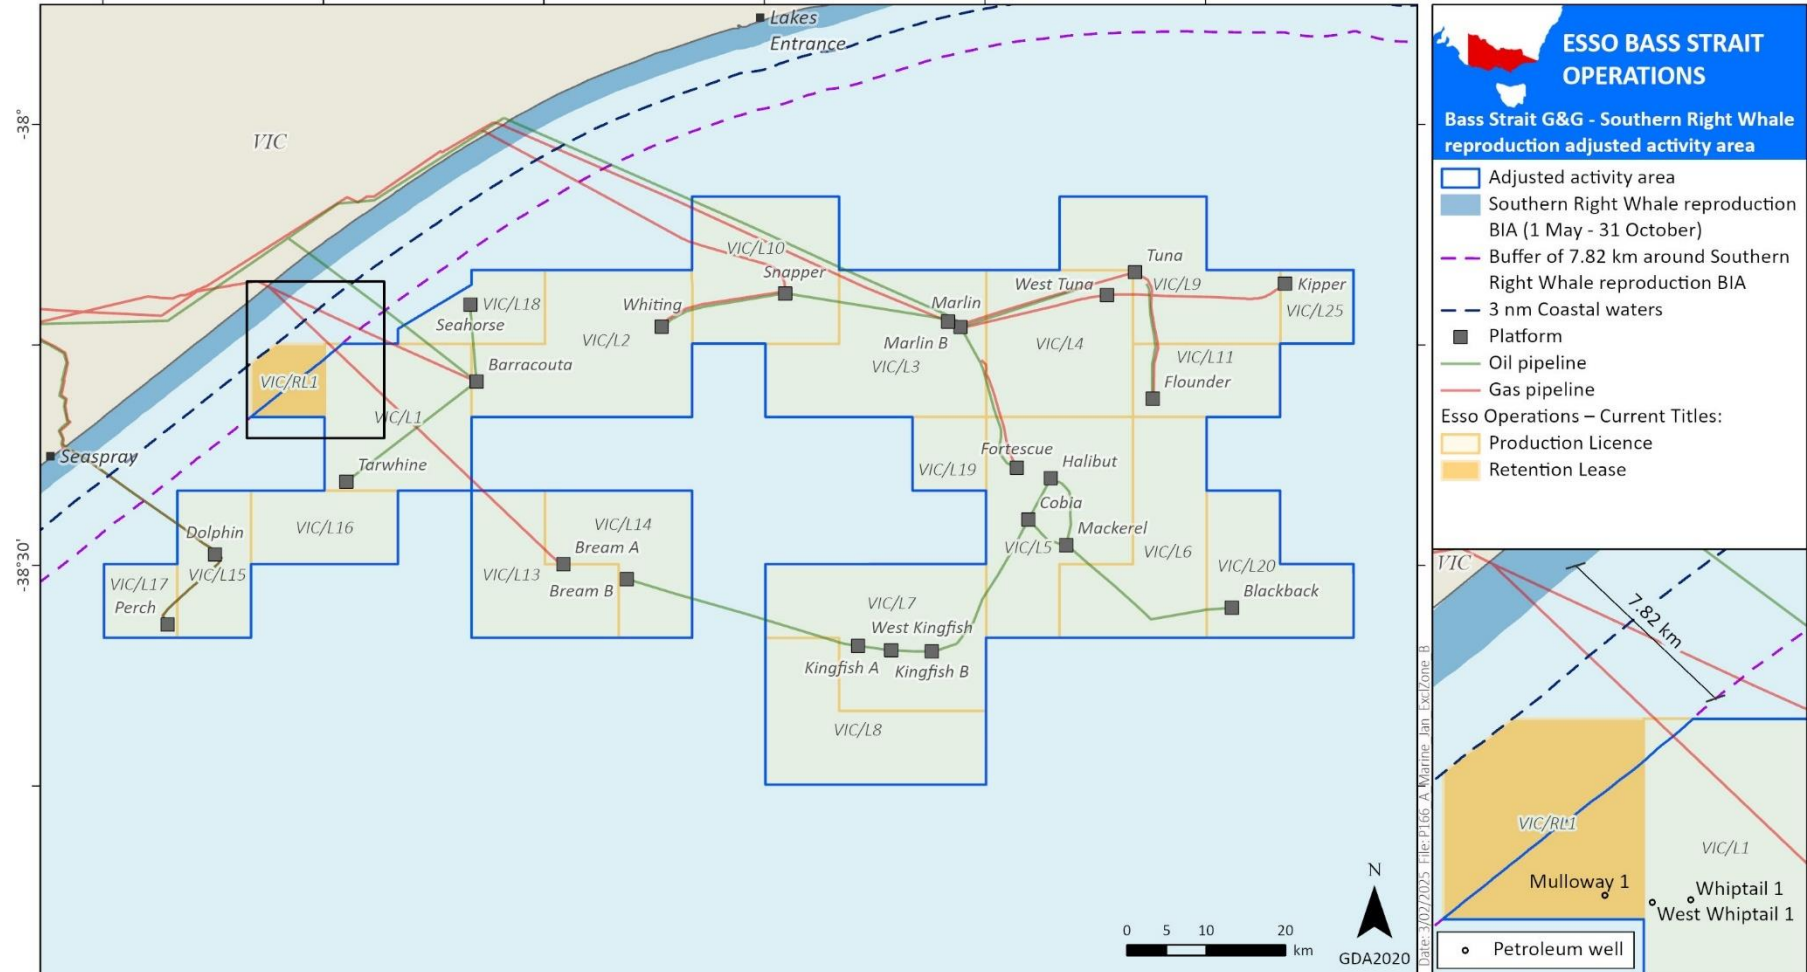 Lakes
Entrance
-38°
VIC
VIC/L10
Snapper
Tuna
West Tuna
VIC/L9
Kipper
VIC/L25
VIC/L18
Seahorse
Whiting
VIC/L2
Marlin
Marlin B
VIC/L3
VIC/L4
VIC/L11
Flounder
Barracouta
VIC/RL1
VIC/L1
Seaspray
Tarwhine
Fortescue
VIC/L19
Halibut
Cobia
Mackerel
VIC/L5
VIC/L6
VIC/L20
Blackback
Dolphin
VIC/L16
VIC/L15
VIC/L17
Perch
-38°30'
VIC/L14
Bream A
VIC/L13
Bream B
VIC/L7
West Kingfish
Kingfish A
Kingfish B
VIC/L8
0 5 10 20
km
N
GDA2020
ESSO BASS STRAIT
OPERATIONS
Bass Strait G&G - Southern Right Whale
reproduction adjusted activity area
Adjusted activity area
Southern Right Whale reproduction
BIA (1 May - 31 October)
Buffer of 7.82 km around Southern
Right Whale reproduction BIA
3 nm Coastal waters
Platform
Oil pipeline
Gas pipeline
Esso Operations – Current Titles:
Production Licence
Retention Lease
Date: 3/02/2025 File:P166_A_Marine_Jan_ExclZone_B
VIC
7.82 km
VIC/RL1
VIC/L1
Mulloway 1
Whiptail 1
West Whiptail 1
Petroleum well